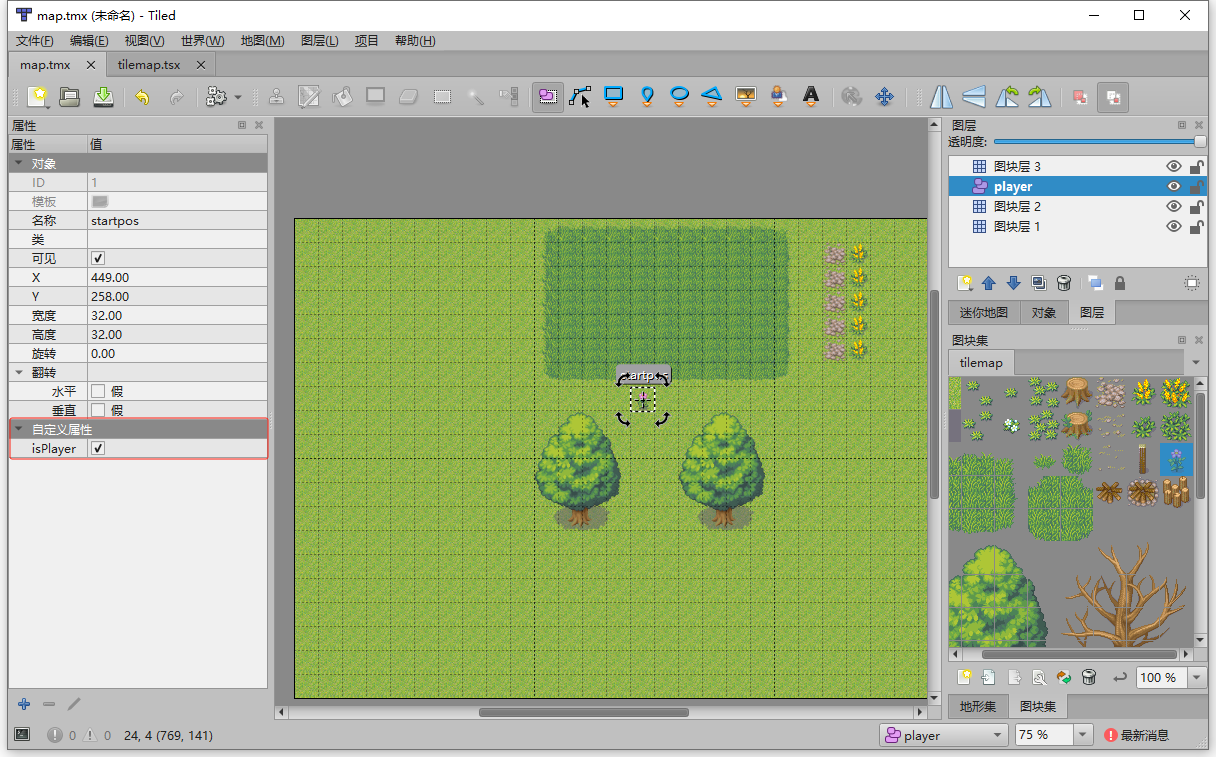 map.tmx (未命名) - Tiled
文件(F) 编辑(E) 视图(V) 世界(W) 地图(M) 图层(L) 项目 帮助(H)
map.tmx tilemap.tsx
属性
属性 值
对象
ID 1
模板
名称 startpos
类
可见
X 449.00
Y 258.00
宽度 32.00
高度 32.00
旋转 0.00
翻转
水平 假
垂直 假
自定义属性
isPlayer
图层
透明度:
图块层 3
player
图块层 2
图块层 1
迷你地图 对象 图层
图块集
tilemap
100 %
地形集 图块集
0 0 24, 4 (769, 141)
player 75 % 最新消息